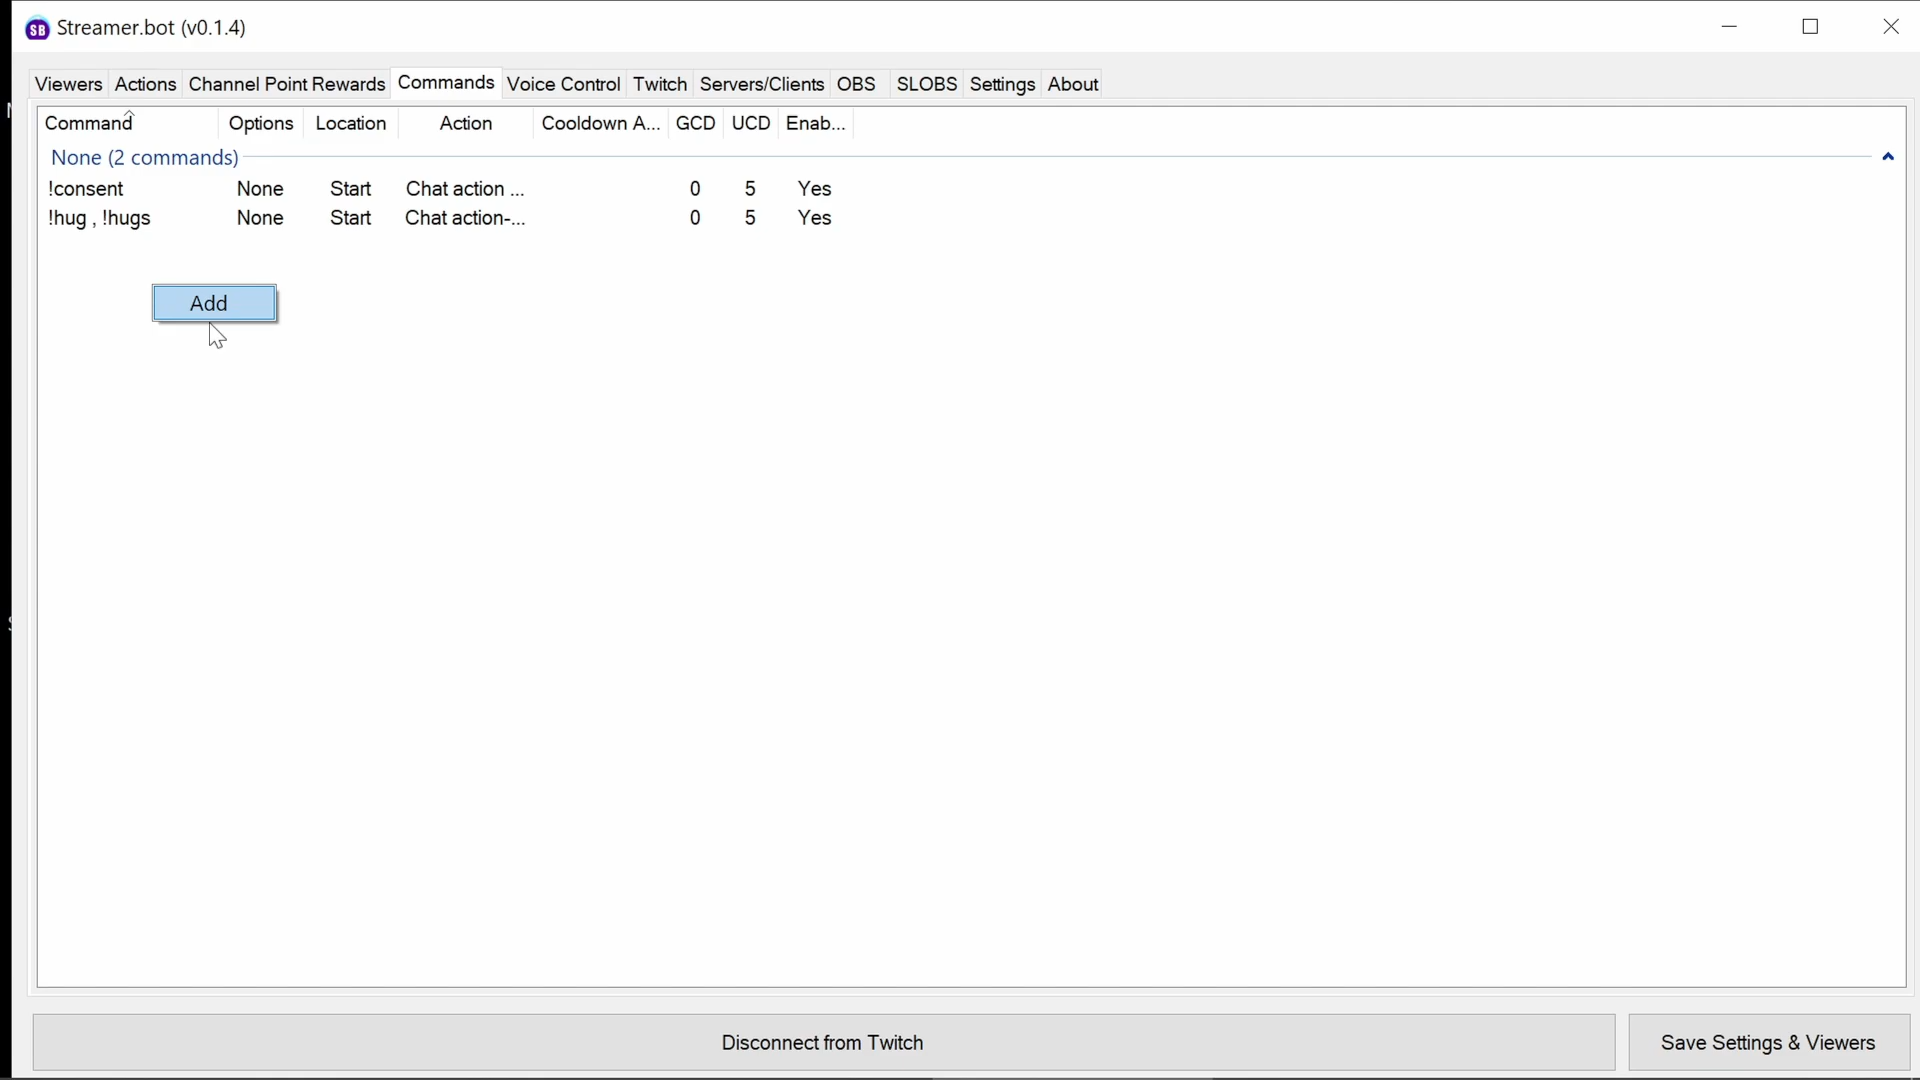 SB Streamer.bot (v0.1.4)
Viewers Actions Channel Point Rewards Commands Voice Control Twitch Servers/Clients OBS SLOBS Settings About
Command Options Location Action Cooldown A... GCD UCD Enab...
None (2 commands)
!consent None Start Chat action ... 0 5 Yes
!hug , !hugs None Start Chat action-... 0 5 Yes
Add
Disconnect from Twitch Save Settings & Viewers